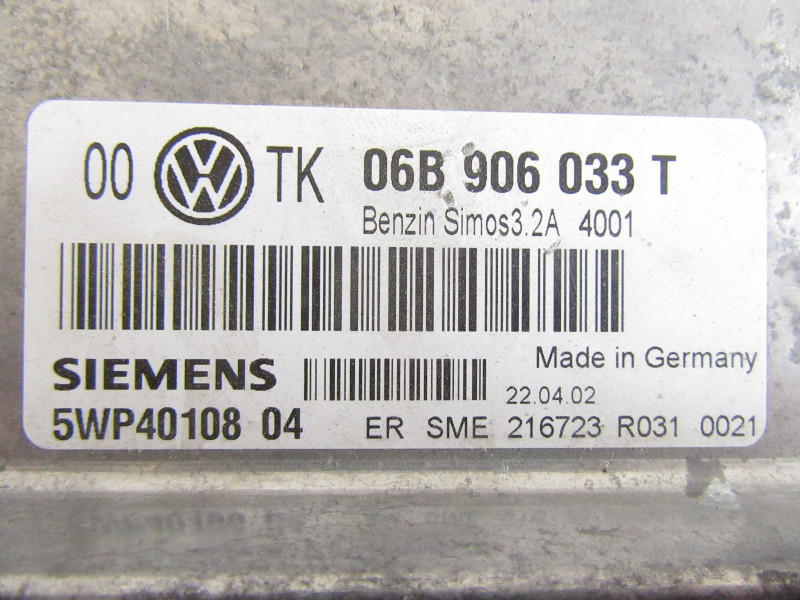 00 VW TK 06B 906 033 T
Benzin Simos3.2A 4001
SIEMENS
Made in Germany
22.04.02
5WP40108 04
ER SME 216723 R031 0021